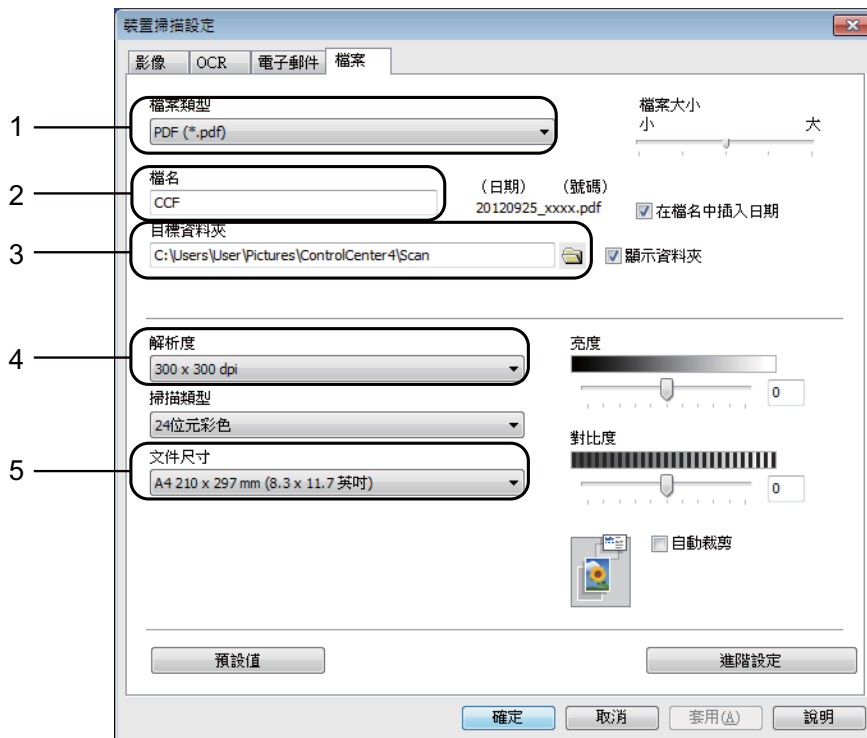 裝置掃描設定
影像 OCR 電子郵件 檔案
1 檔案類型
PDF (*.pdf)
檔案大小
小 大
2 檔名
CCF
(日期) (號碼)
20120925_xxxx.pdf
在檔名中插入日期
3 目標資料夾
C:\Users\User\Pictures\ControlCenter4\Scan
顯示資料夾
4 解析度
300 x 300 dpi
掃描類型
24位元彩色
5 文件尺寸
A4 210 x 297 mm (8.3 x 11.7 英吋)
亮度
0
對比度
0
自動裁剪
預設值 進階設定
確定 取消 套用(A) 說明